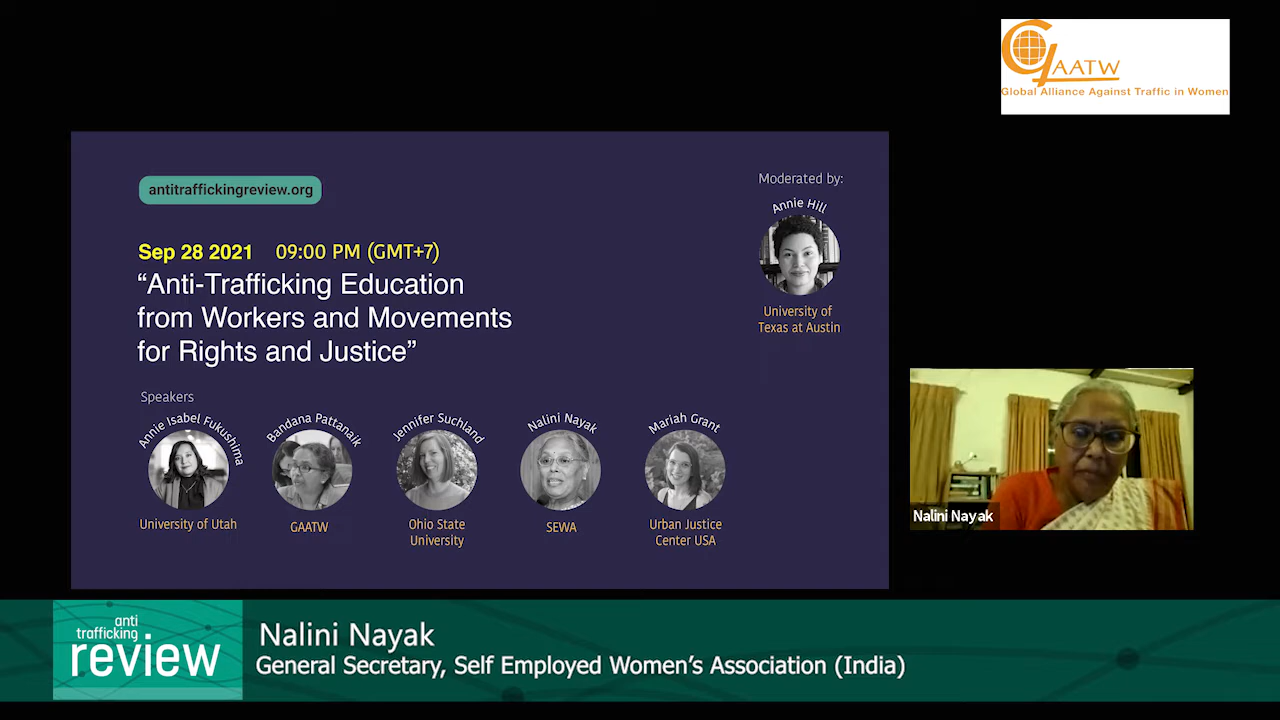 GAATW
Global Alliance Against Traffic in Women
antitraffickingreview.org
Moderated by:
Annie Hill
University of
Texas at Austin
Sep 28 2021 09:00 PM (GMT+7)
“Anti-Trafficking Education
from Workers and Movements
for Rights and Justice”
Speakers
Annie Isabel Fukushima
University of Utah
Bandana Pattanaik
GAATW
Jennifer Suchland
Ohio State
University
Nalini Nayak
SEWA
Mariah Grant
Urban Justice
Center USA
Nalini Nayak
anti
trafficking
review
Nalini Nayak
General Secretary, Self Employed Women’s Association (India)